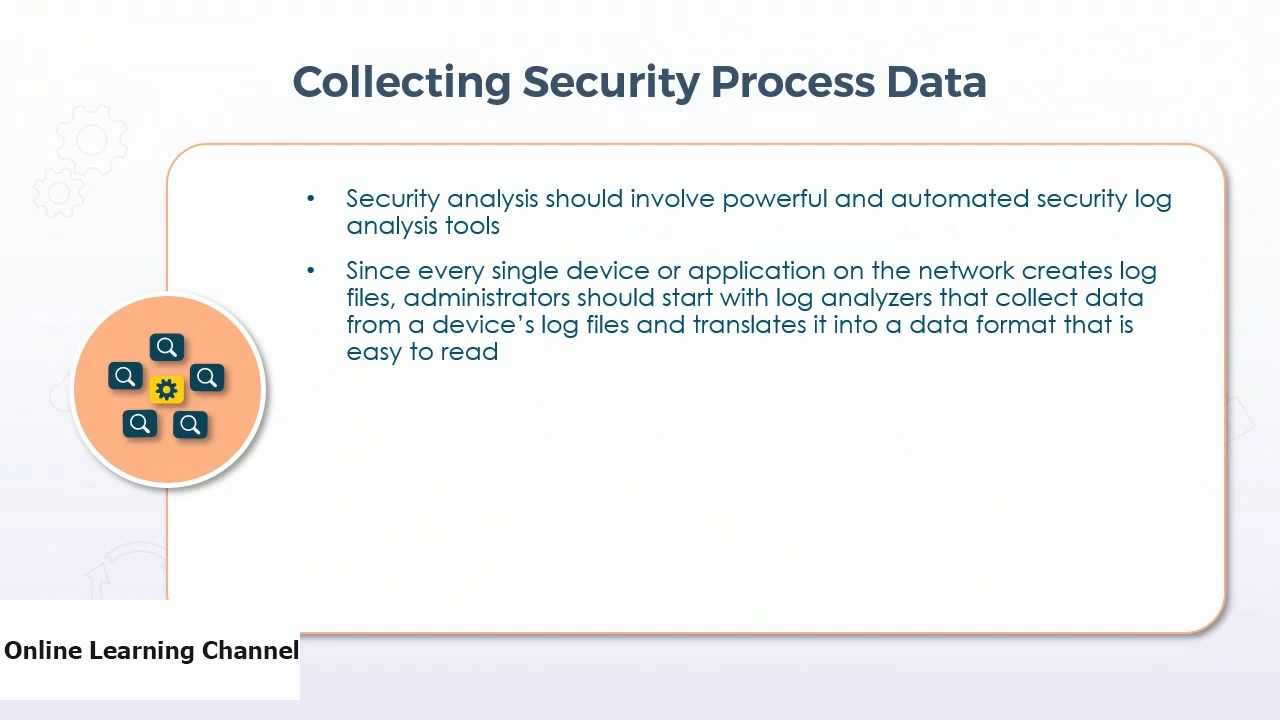 Collecting Security Process Data
• Security analysis should involve powerful and automated security log
analysis tools
• Since every single device or application on the network creates log
files, administrators should start with log analyzers that collect data
from a device’s log files and translates it into a data format that is
easy to read
Online Learning Channel